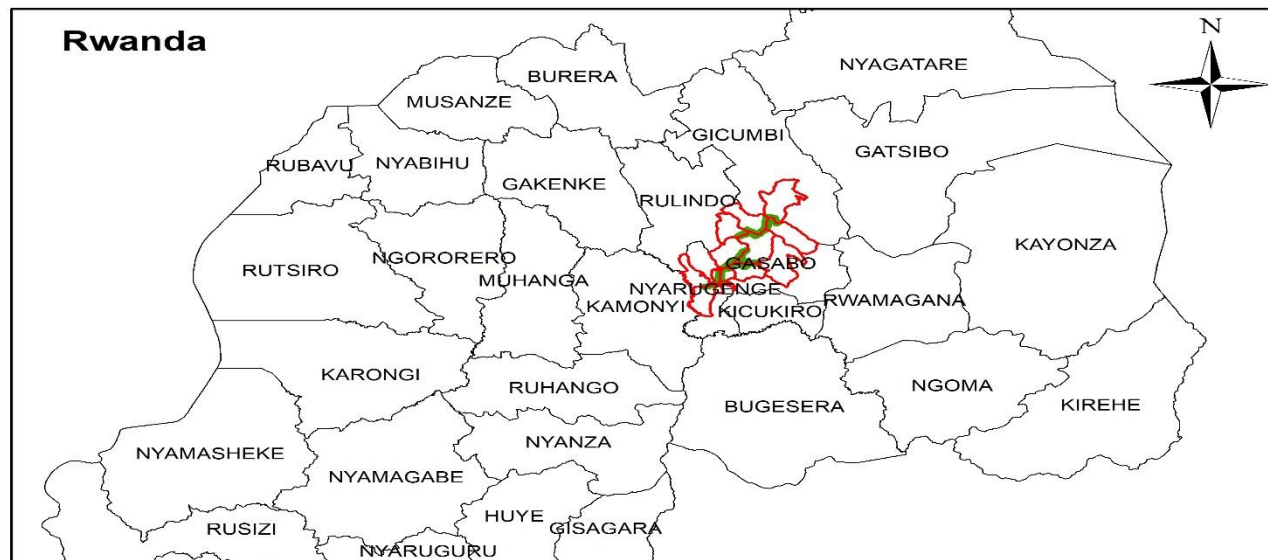 Rwanda
N
NYAGATARE
BURERA
MUSANZE
GICUMBI
GATSIBO
RUBAVU
NYABIHU
GAKENKE
RULINDO
KAYONZA
NGORORERO
GASABO
RUTSIRO
MUHANGA
NYARUGENGE
RWAMAGANA
KAMONYI
KICUKIRO
KARONGI
RUHANGO
NGOMA
BUGESERA
KIREHE
NYANZA
NYAMASHEKE
NYAMAGABE
HUYE
GISAGARA
RUSIZI
NYARUGURU